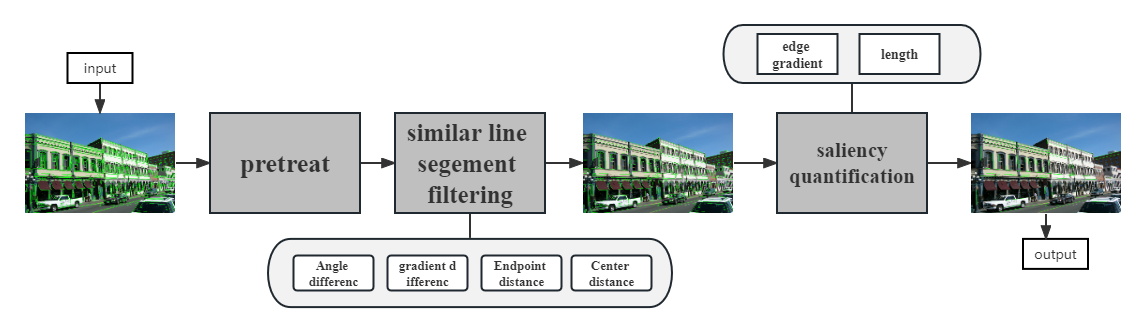 input
pretreat
similar line
segement
filtering
Angle
differenc
gradient d
ifferenc
Endpoint
distance
Center
distance
edge
gradient
length
saliency
quantification
output